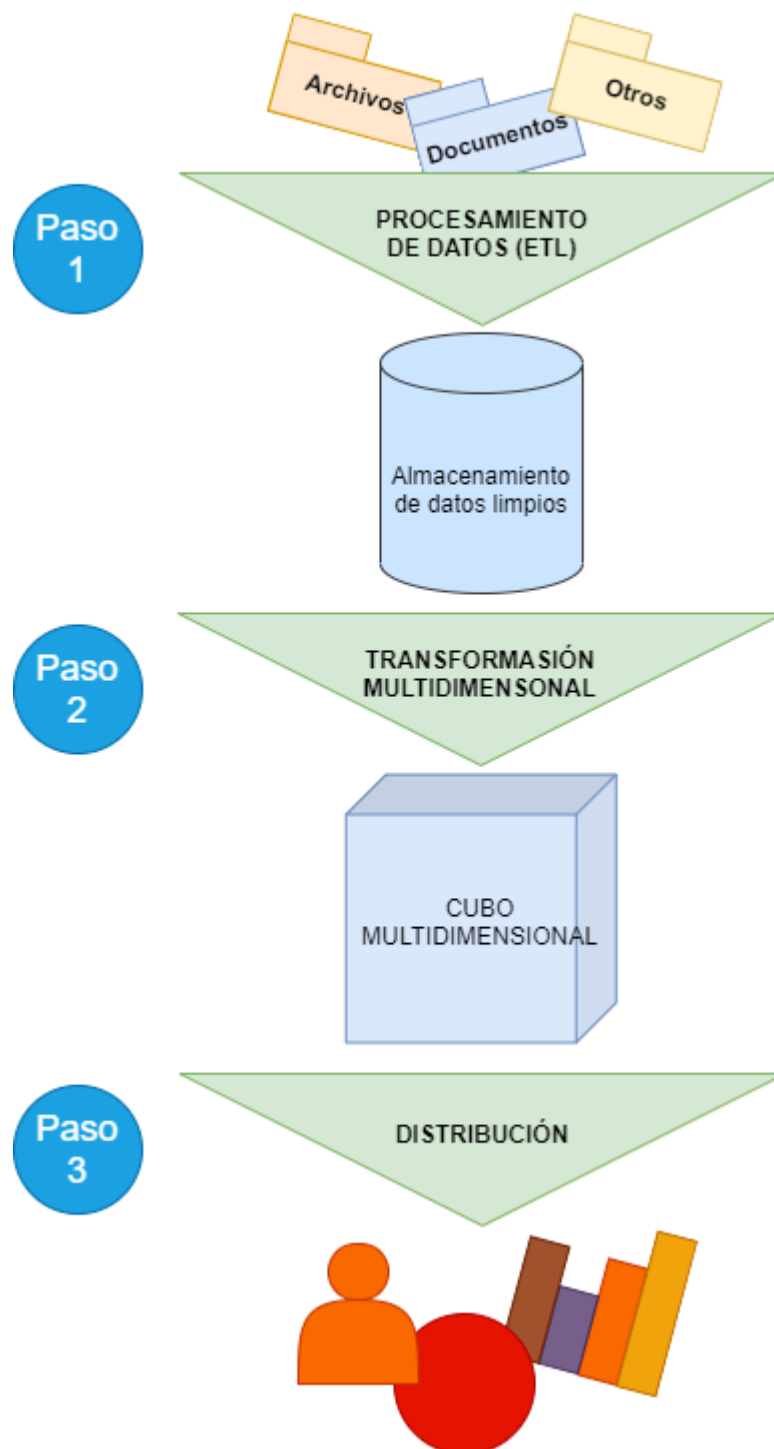 Archivos
Documentos
Otros
Paso
1
PROCESAMIENTO
DE DATOS (ETL)
Almacenamiento
de datos limpios
Paso
2
TRANSFORMASIÓN
MULTIDIMENSONAL
CUBO
MULTIDIMENSIONAL
Paso
3
DISTRIBUCIÓN